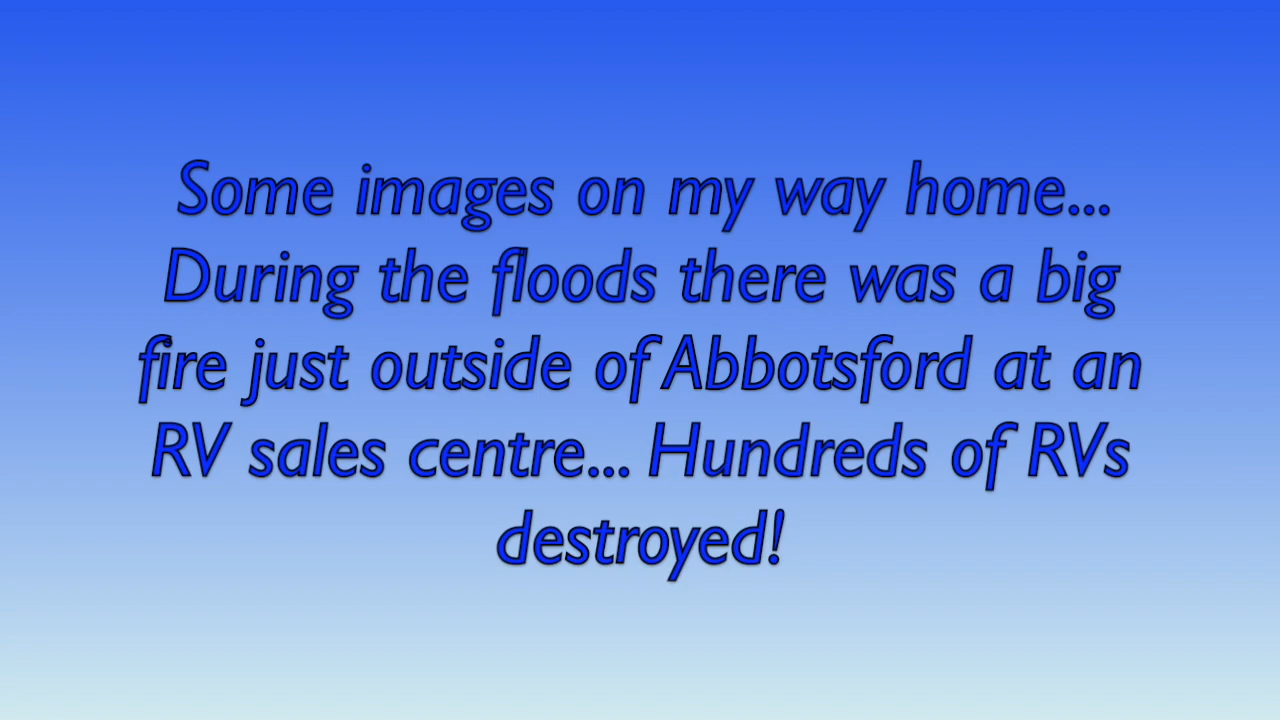 Some images on my way home...
During the floods there was a big
fire just outside of Abbotsford at an
RV sales centre... Hundreds of RVs
destroyed!